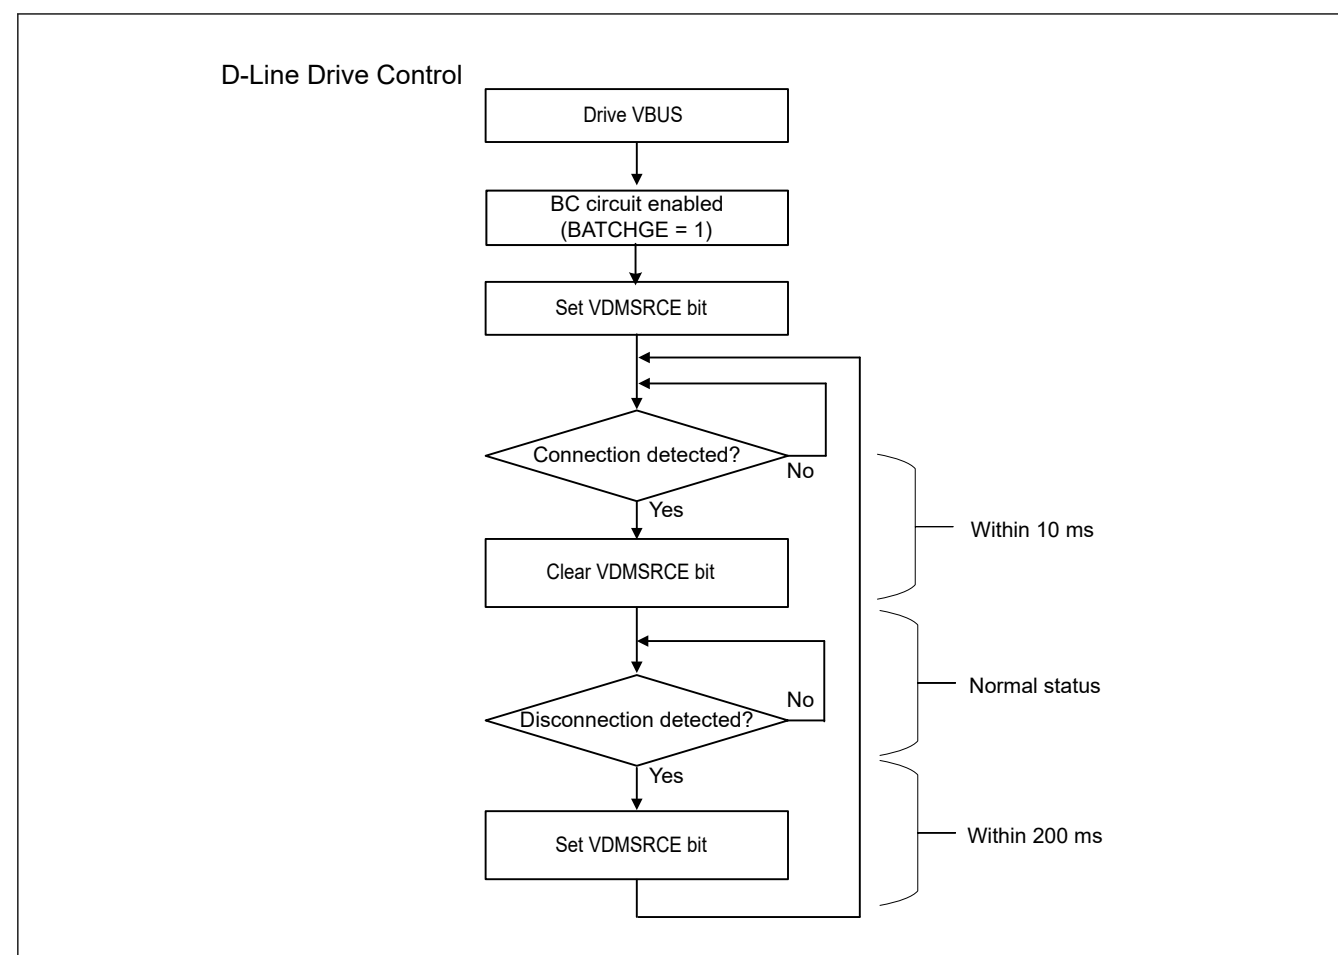 D-Line Drive Control
Drive VBUS
BC circuit enabled
(BATCHGE = 1)
Set VDMSRCE bit
Connection detected?
No
Yes
Within 10 ms
Clear VDMSRCE bit
Normal status
No
Disconnection detected?
Yes
Within 200 ms
Set VDMSRCE bit